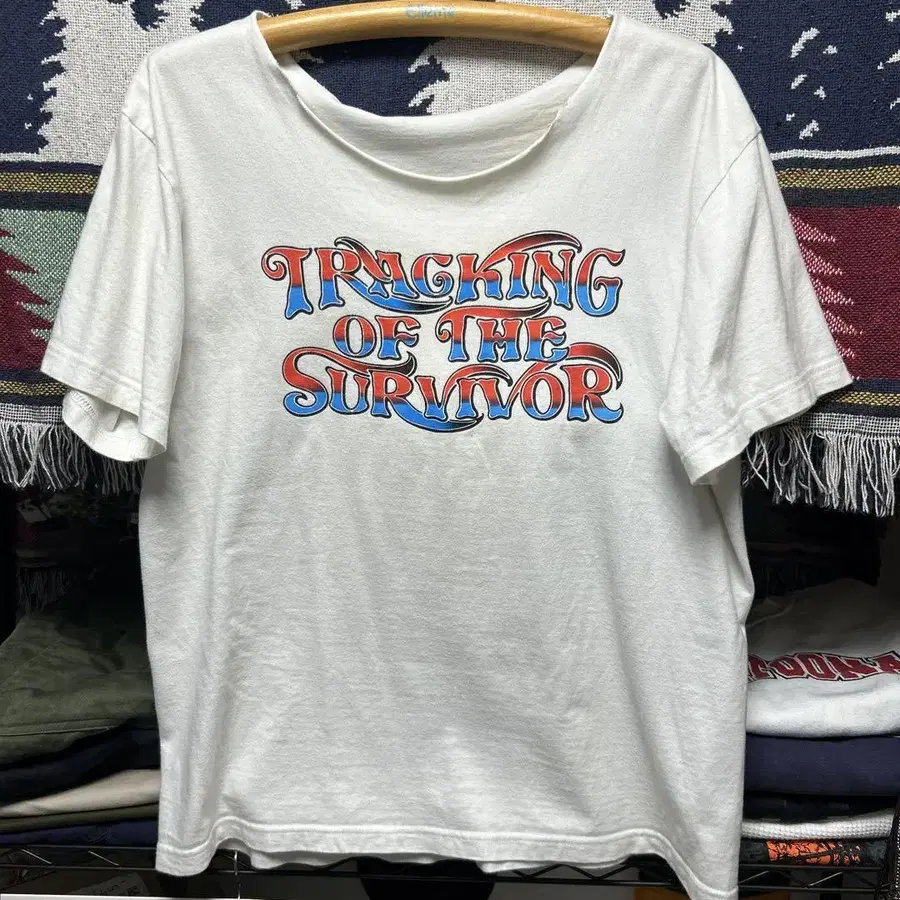 TRACKING
OF THE
SURVIVOR